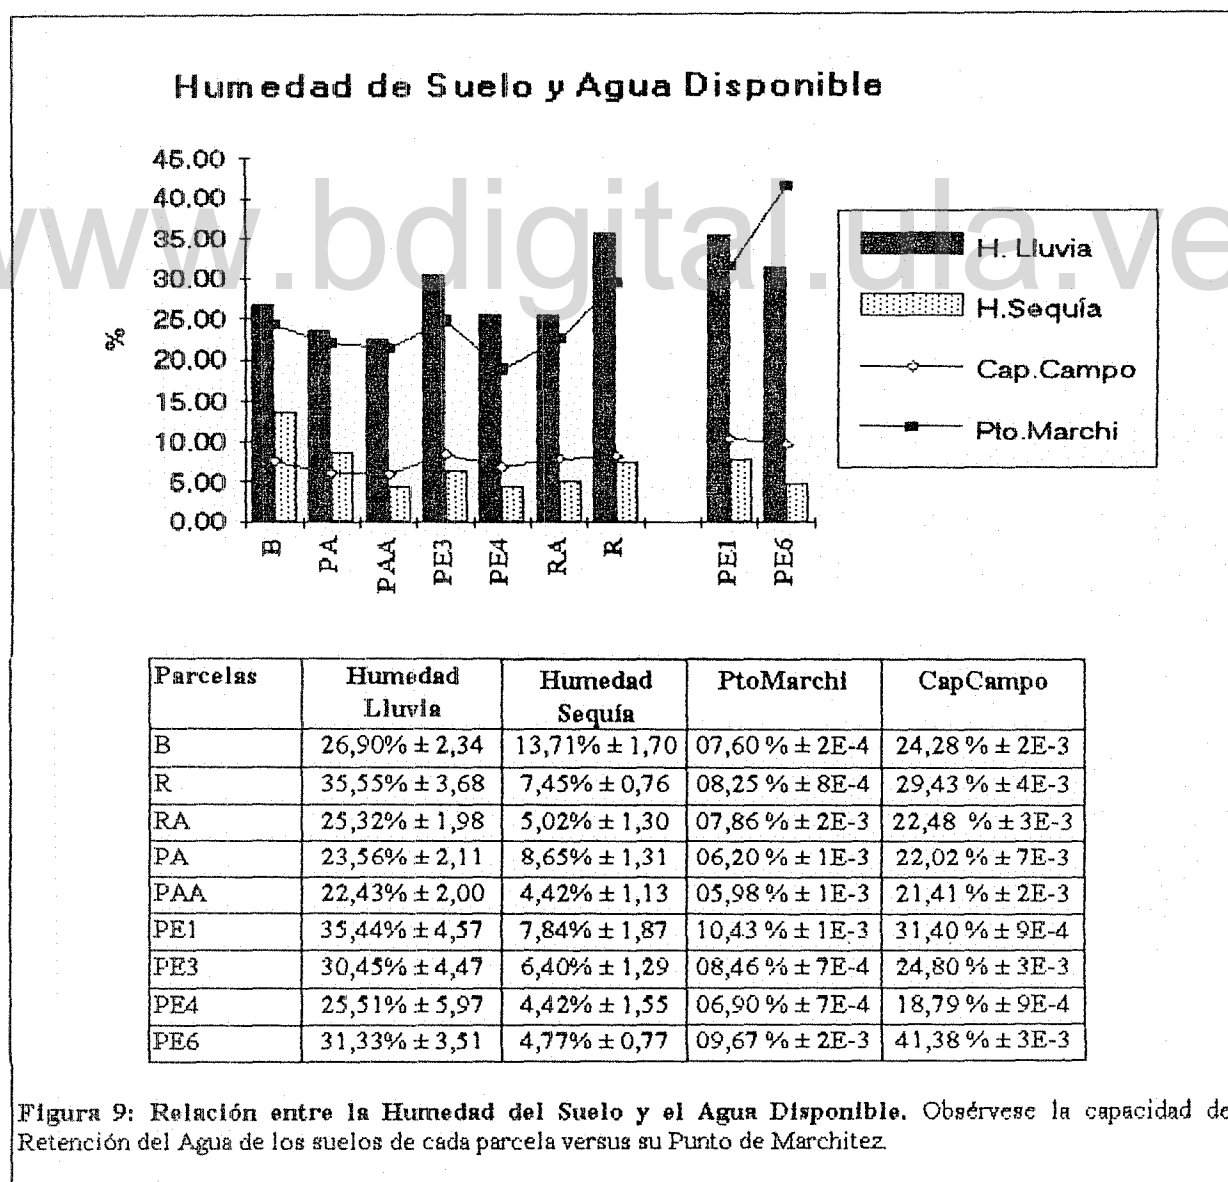 Humedad de Suelo y Agua Disponible
www.bdigital.ula.ve
%
45.00
40.00
35.00
30.00
25.00
20.00
15.00
10.00
5.00
0.00
B
PA
PAA
PE3
PE4
RA
R
PE1
PE6
H. Lluvia
H.Sequía
Cap.Campo
Pto.Marchi
Parcelas Humedad Lluvia Humedad Sequía PtoMarchi CapCampo
B 26,90% ± 2,34 13,71% ± 1,70 07,60 % ± 2E-4 24,28 % ± 2E-3
R 35,55% ± 3,68 7,45% ± 0,76 08,25 % ± 8E-4 29,43 % ± 4E-3
RA 25,32% ± 1,98 5,02% ± 1,30 07,86 % ± 2E-3 22,48 % ± 3E-3
PA 23,56% ± 2,11 8,65% ± 1,31 06,20 % ± 1E-3 22,02 % ± 7E-3
PAA 22,43% ± 2,00 4,42% ± 1,13 05,98 % ± 1E-3 21,41 % ± 2E-3
PE1 35,44% ± 4,57 7,84% ± 1,87 10,43 % ± 1E-3 31,40 % ± 9E-4
PE3 30,45% ± 4,47 6,40% ± 1,29 08,46 % ± 7E-4 24,80 % ± 3E-3
PE4 25,51% ± 5,97 4,42% ± 1,55 06,90 % ± 7E-4 18,79 % ± 9E-4
PE6 31,33% ± 3,51 4,77% ± 0,77 09,67 % ± 2E-3 41,38 % ± 3E-3
Figura 9: Relación entre la Humedad del Suelo y el Agua Disponible. Obsérvese la capacidad de
Retención del Agua de los suelos de cada parcela versus su Punto de Marchitez